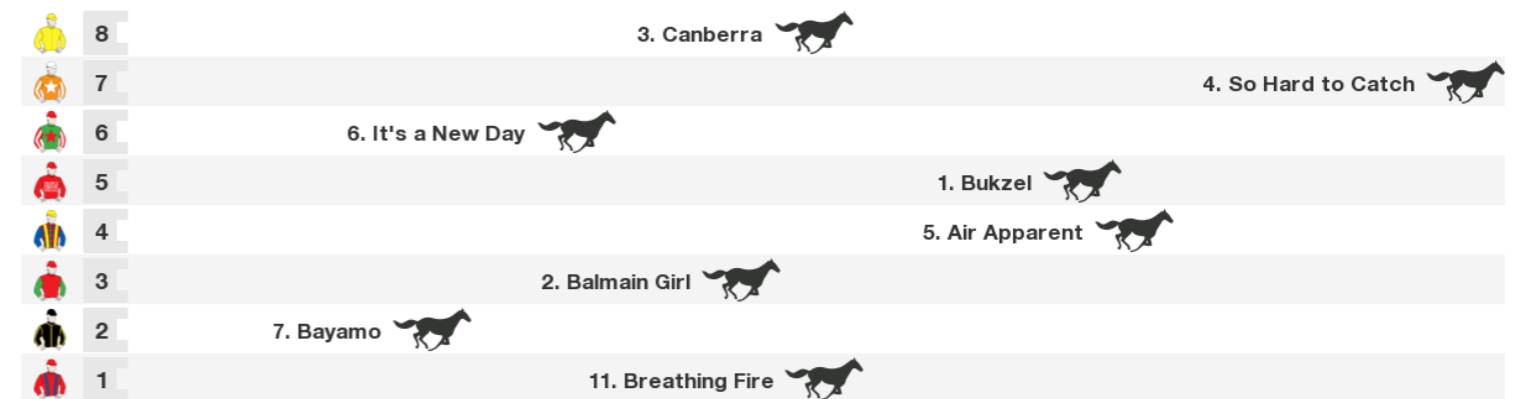 8 3. Canberra
7 4. So Hard to Catch
6 6. It's a New Day
5 1. Bukzel
4 5. Air Apparent
3 2. Balmain Girl
2 7. Bayamo
1 11. Breathing Fire